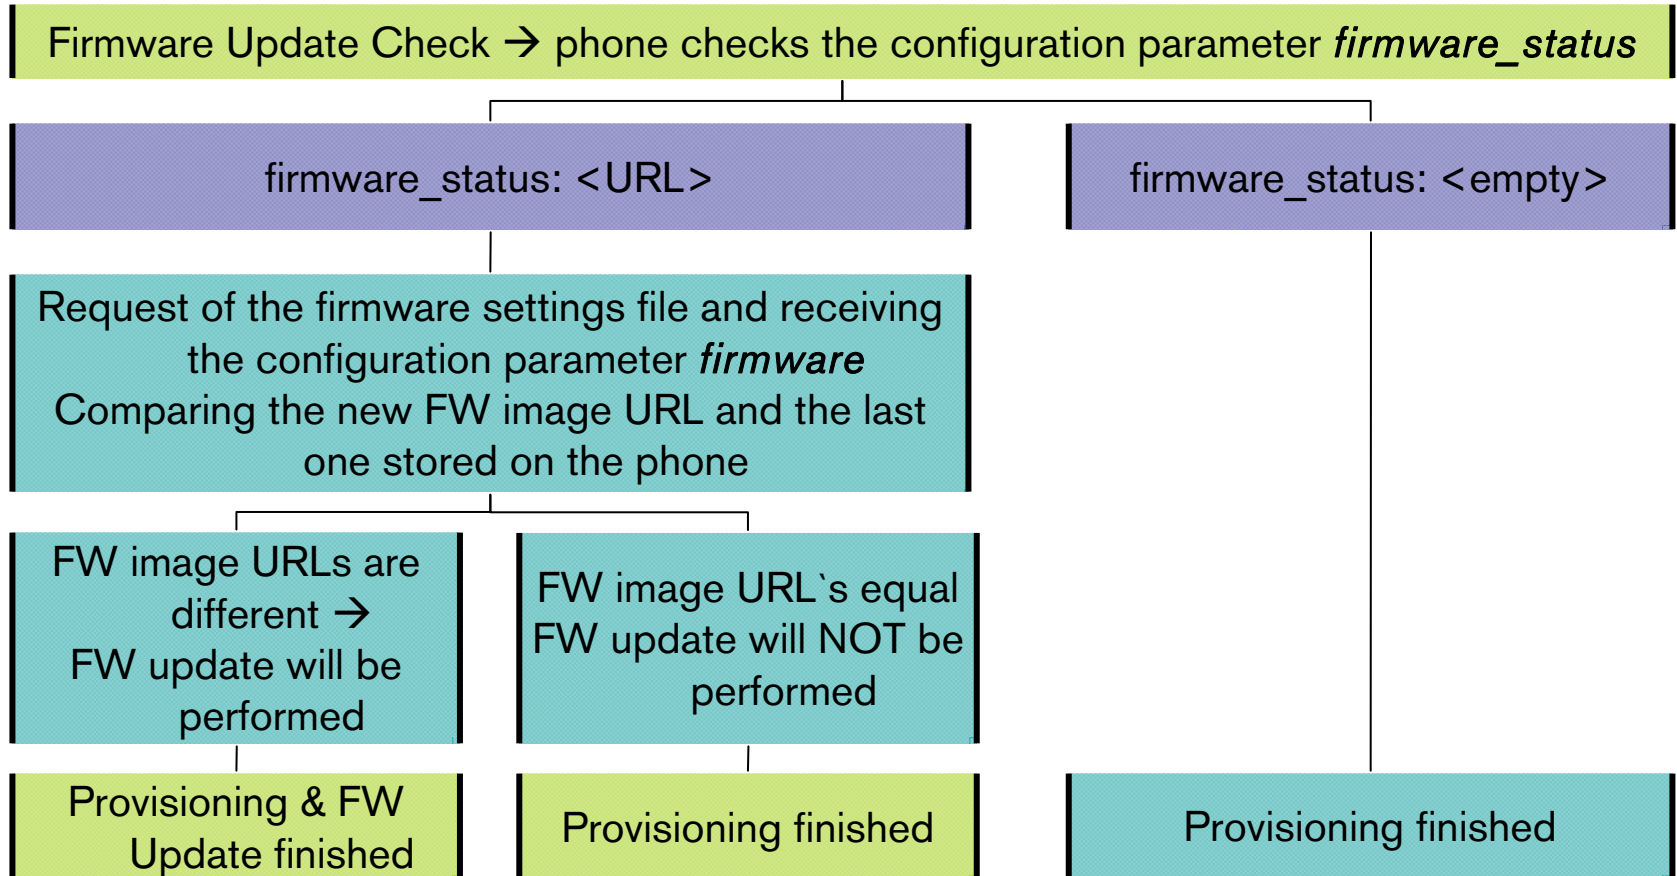 Firmware Update Check → phone checks the configuration parameter firmware_status
firmware_status: <URL>
firmware_status: <empty>
Request of the firmware settings file and receiving
the configuration parameter firmware
Comparing the new FW image URL and the last
one stored on the phone
FW image URLs are
different →
FW update will be
performed
FW image URL`s equal
FW update will NOT be
performed
Provisioning & FW
Update finished
Provisioning finished
Provisioning finished